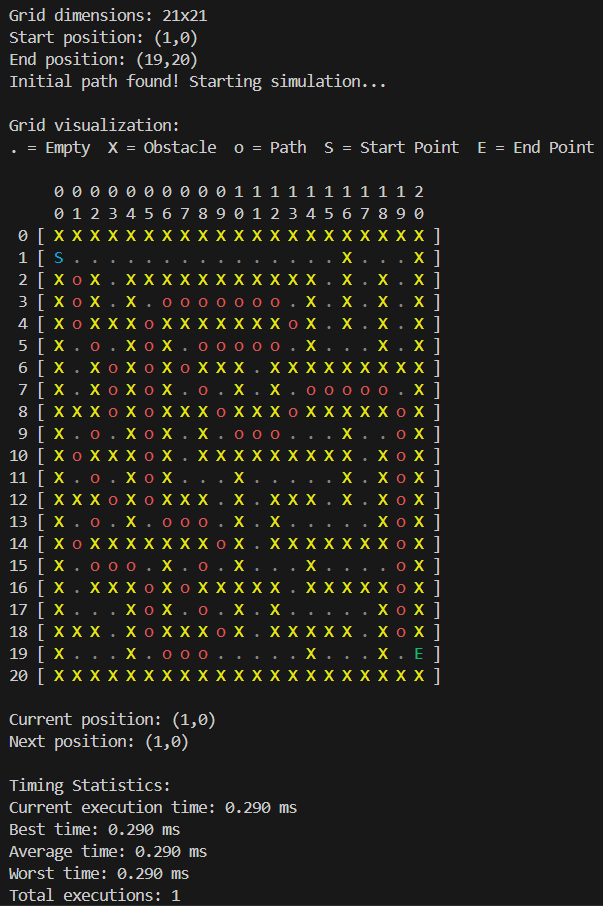 Grid dimensions: 21x21
Start position: (1,0)
End position: (19,20)
Initial path found! Starting simulation...
Grid visualization:
. = Empty  X = Obstacle  o = Path  S = Start Point  E = End Point
0 0 0 0 0 0 0 0 0 0 1 1 1 1 1 1 1 1 1 1 2
0 1 2 3 4 5 6 7 8 9 0 1 2 3 4 5 6 7 8 9 0
0 [ X X X X X X X X X X X X X X X X X X X X X ]
1 [ S . . . . . . . . . . . . . . . X . . . X ]
2 [ X o X . X X X X X X X X X X X . X . X . X ]
3 [ X o X . X . o o o o o o o . X . X . X . X ]
4 [ X o X X X o X X X X X X X o X . X . X . X ]
5 [ X . o . X o X . o o o o o . X . . . X . X ]
6 [ X . X o X o X o X X X . X X X X X X X X X ]
7 [ X . X o X o X . o . X . X . o o o o o . X ]
8 [ X X X o X o X X X o X X X o X X X X X o X ]
9 [ X . o . X o X . X . o o o . . . X . . o X ]
10 [ X o X X X o X . X X X X X X X X X . X o X ]
11 [ X . o . X o X . . . X . . . . . X . X o X ]
12 [ X X X o X o X X X . X . X X X . X . X o X ]
13 [ X . o . X . o o o . X . X . . . . . X o X ]
14 [ X o X X X X X X X o X . X X X X X X X o X ]
15 [ X . o o o . X . o . X . . . X . . . . o X ]
16 [ X . X X X o X o X X X X X . X X X X X o X ]
17 [ X . . . X o X . o . X . X . . . . . X o X ]
18 [ X X X . X o X X X o X . X X X X X . X o X ]
19 [ X . . . X . o o o . . . . . X . . . X . E ]
20 [ X X X X X X X X X X X X X X X X X X X X X ]
Current position: (1,0)
Next position: (1,0)
Timing Statistics:
Current execution time: 0.290 ms
Best time: 0.290 ms
Average time: 0.290 ms
Worst time: 0.290 ms
Total executions: 1